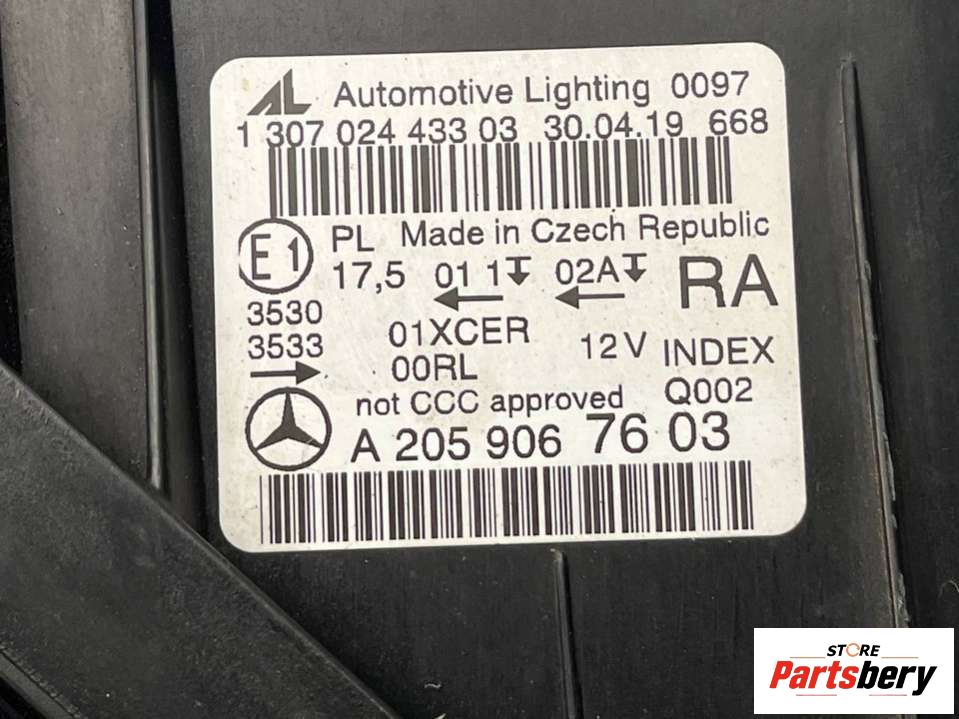 AL Automotive Lighting 0097
1 307 024 433 03 30.04.19 668
E1 PL Made in Czech Republic
17,5 01 1 02A RA
3530 01XCER 12V INDEX
3533 00RL Q002
not CCC approved
A 205 906 76 03
STORE
Partsbery